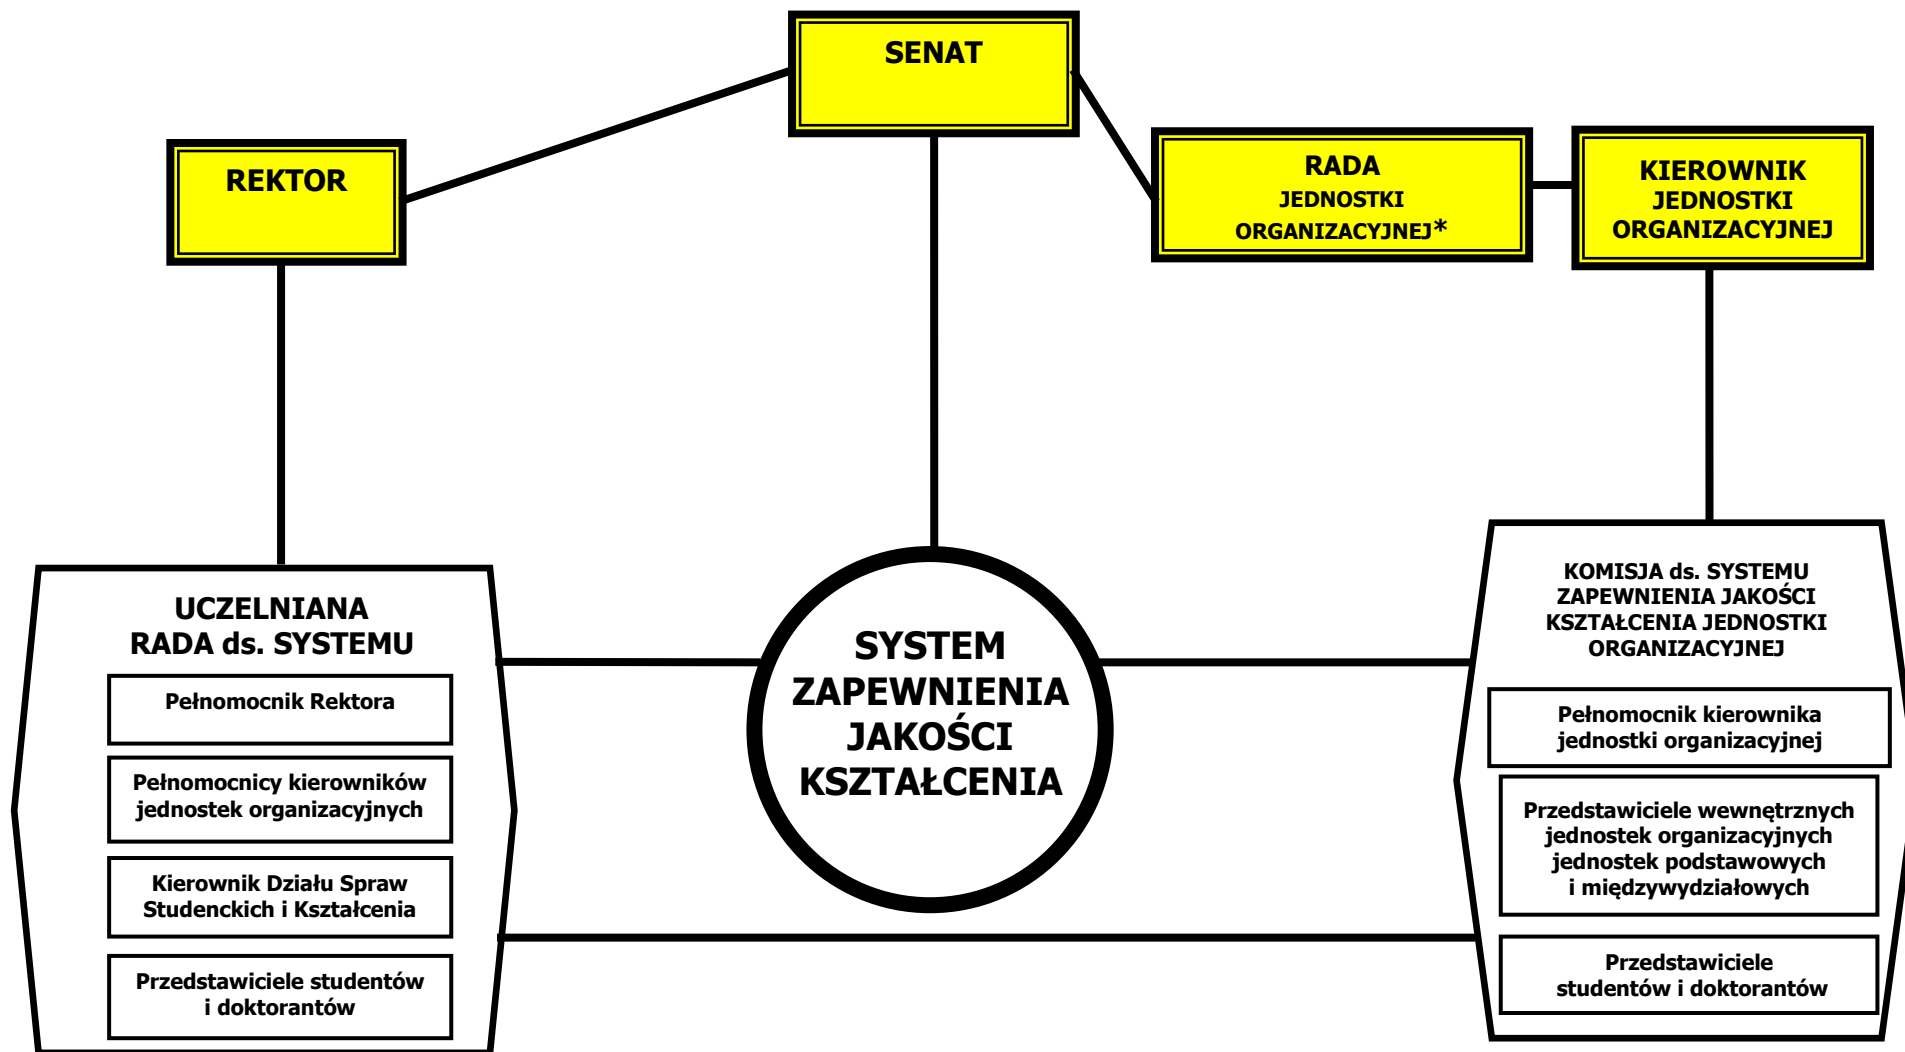 SENAT
REKTOR
RADA
JEDNOSTKI
ORGANIZACYJNEJ*
KIEROWNIK
JEDNOSTKI
ORGANIZACYJNEJ
UCZELNIANA
RADA ds. SYSTEMU
Pełnomocnik Rektora
Pełnomocnicy kierowników
jednostek organizacyjnych
Kierownik Działu Spraw
Studenckich i Kształcenia
Przedstawiciele studentów
i doktorantów
SYSTEM
ZAPEWNIENIA
JAKOŚCI
KSZTAŁCENIA
KOMISJA ds. SYSTEMU
ZAPEWNIENIA JAKOŚCI
KSZTAŁCENIA JEDNOSTKI
ORGANIZACYJNEJ
Pełnomocnik kierownika
jednostki organizacyjnej
Przedstawiciele wewnętrznych
jednostek organizacyjnych
jednostek podstawowych
i międzywydziałowych
Przedstawiciele
studentów i doktorantów